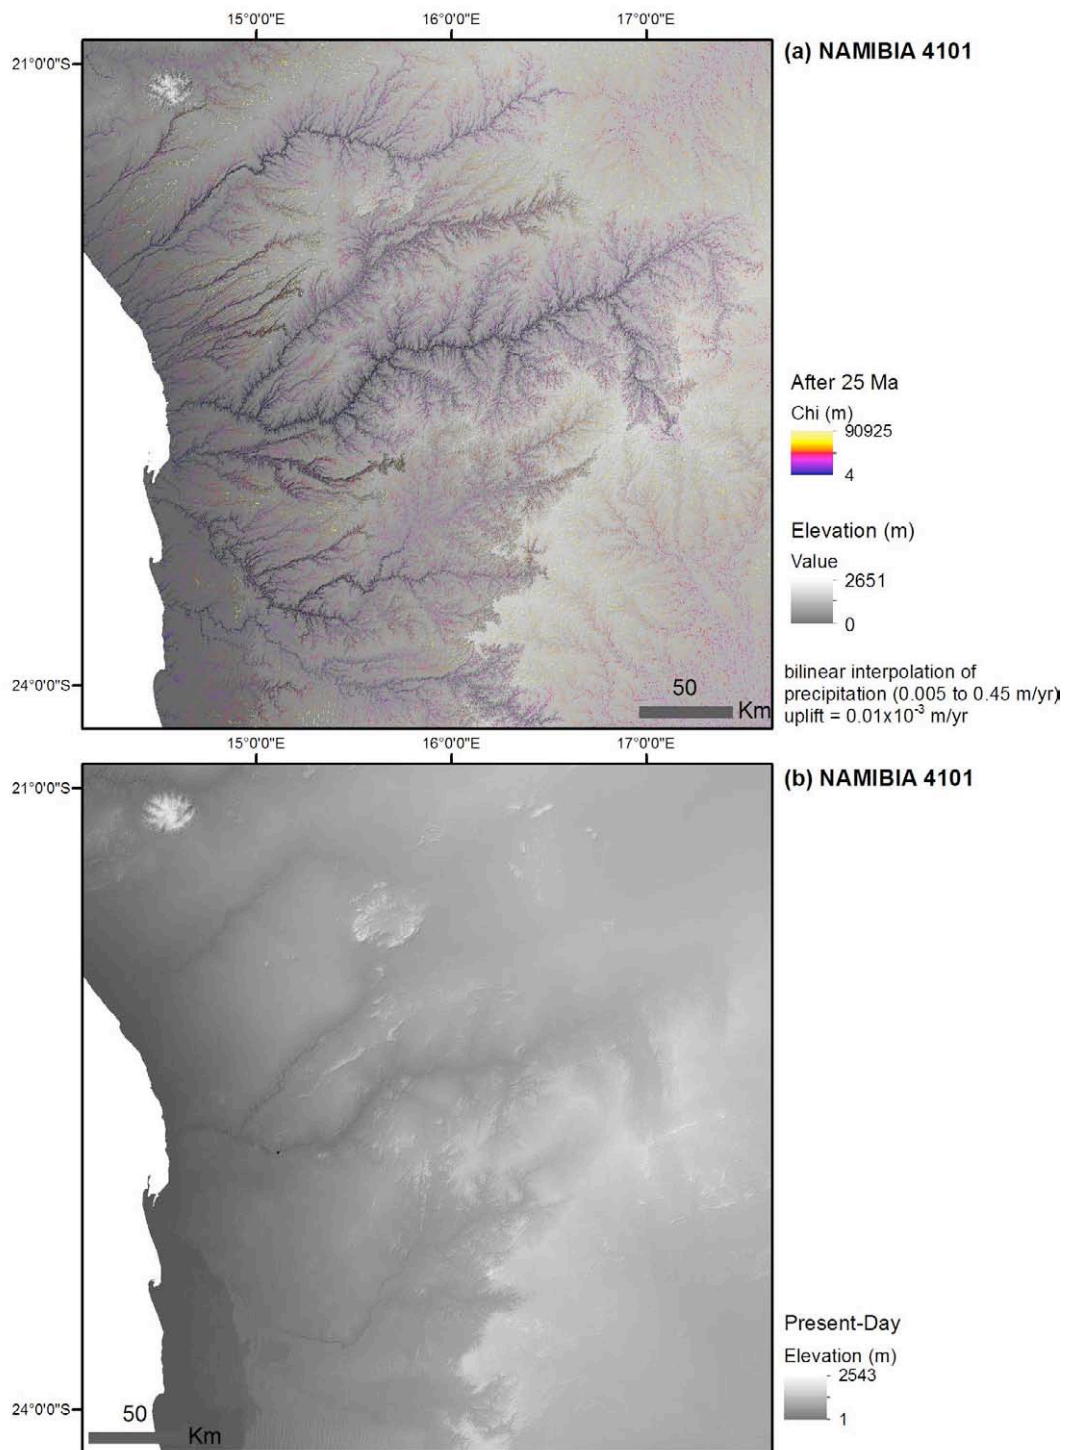 15°0'0"E 16°0'0"E 17°0'0"E
21°0'0"S
(a) NAMIBIA 4101
After 25 Ma
Chi (m)
90925
4
Elevation (m)
Value
2651
0
24°0'0"S
50
Km
bilinear interpolation of
precipitation (0.005 to 0.45 m/yr)
uplift = 0.01x10⁻³ m/yr
15°0'0"E 16°0'0"E 17°0'0"E
21°0'0"S
(b) NAMIBIA 4101
Present-Day
Elevation (m)
2543
1
24°0'0"S
50
Km